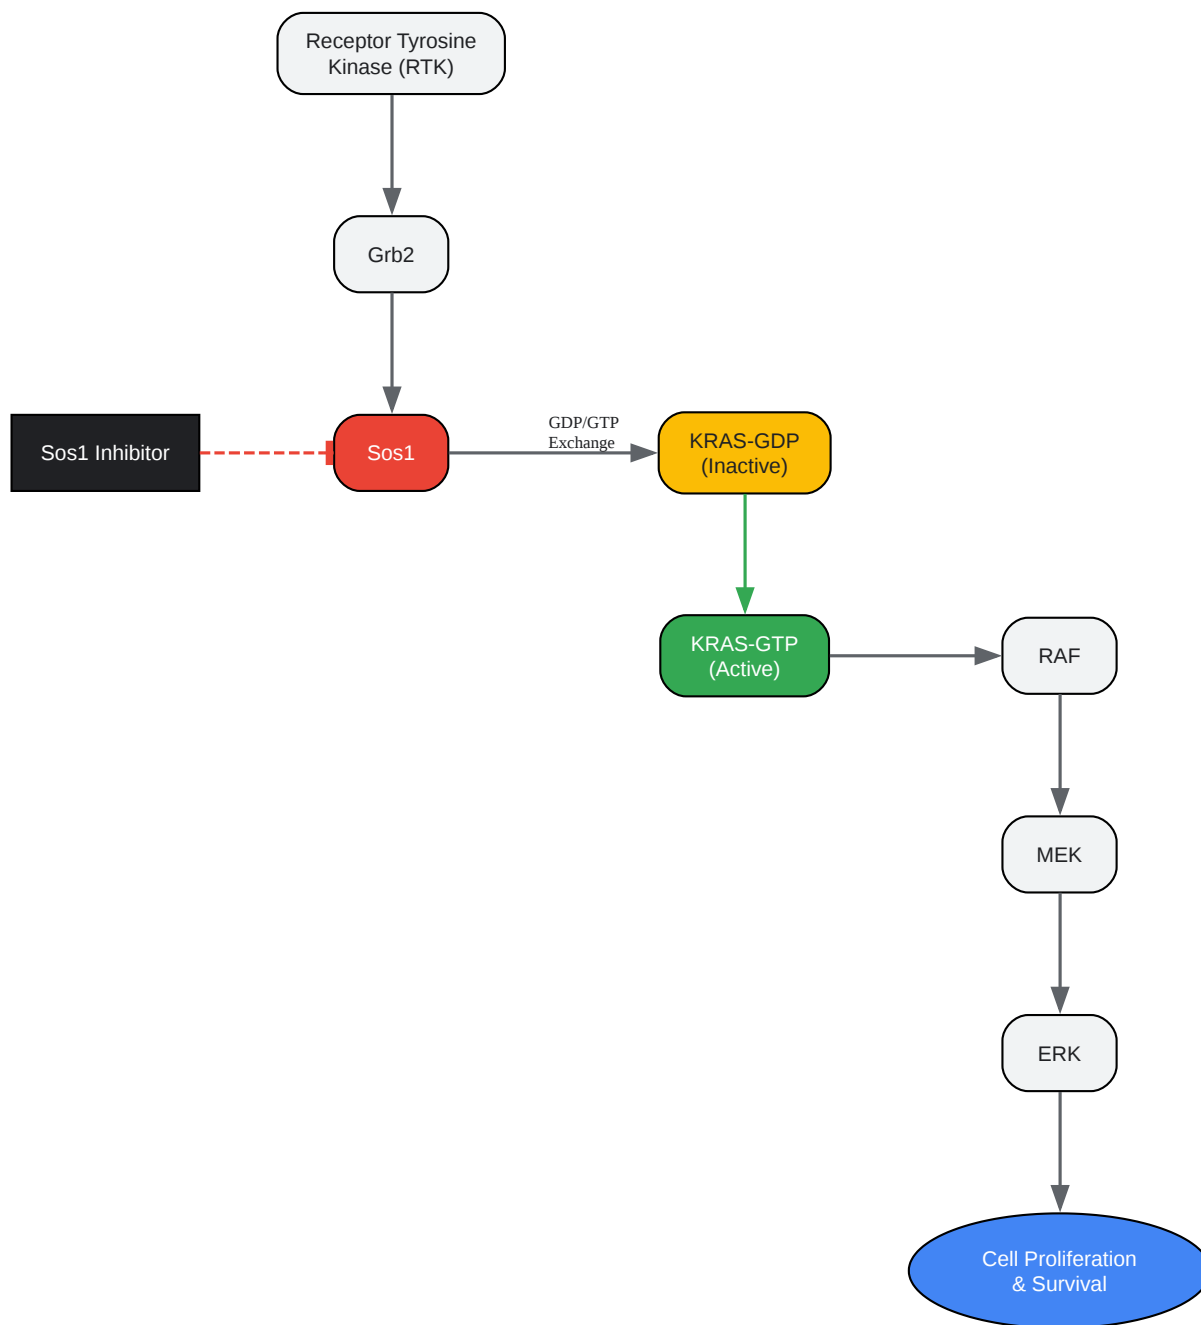 Receptor Tyrosine
Kinase (RTK)
Grb2
Sos1 Inhibitor
Sos1
GDP/GTP
Exchange
KRAS-GDP
(Inactive)
KRAS-GTP
(Active)
RAF
MEK
ERK
Cell Proliferation
& Survival